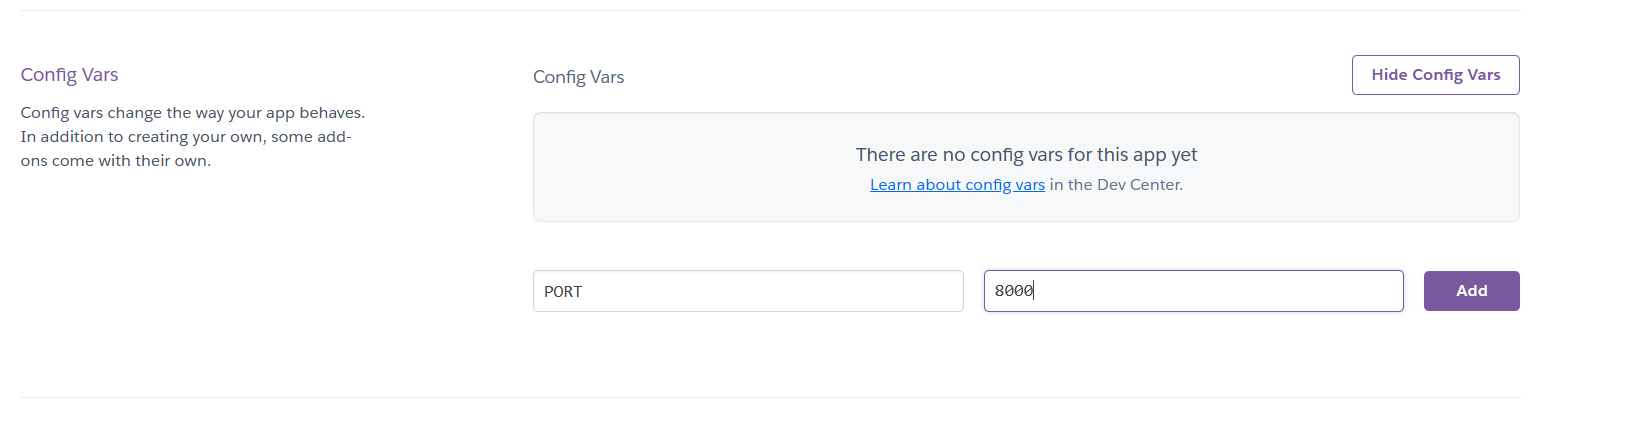 Config Vars
Config vars change the way your app behaves.
In addition to creating your own, some add-
ons come with their own.
Config Vars
Hide Config Vars
There are no config vars for this app yet
Learn about config vars in the Dev Center.
PORT
8000
Add